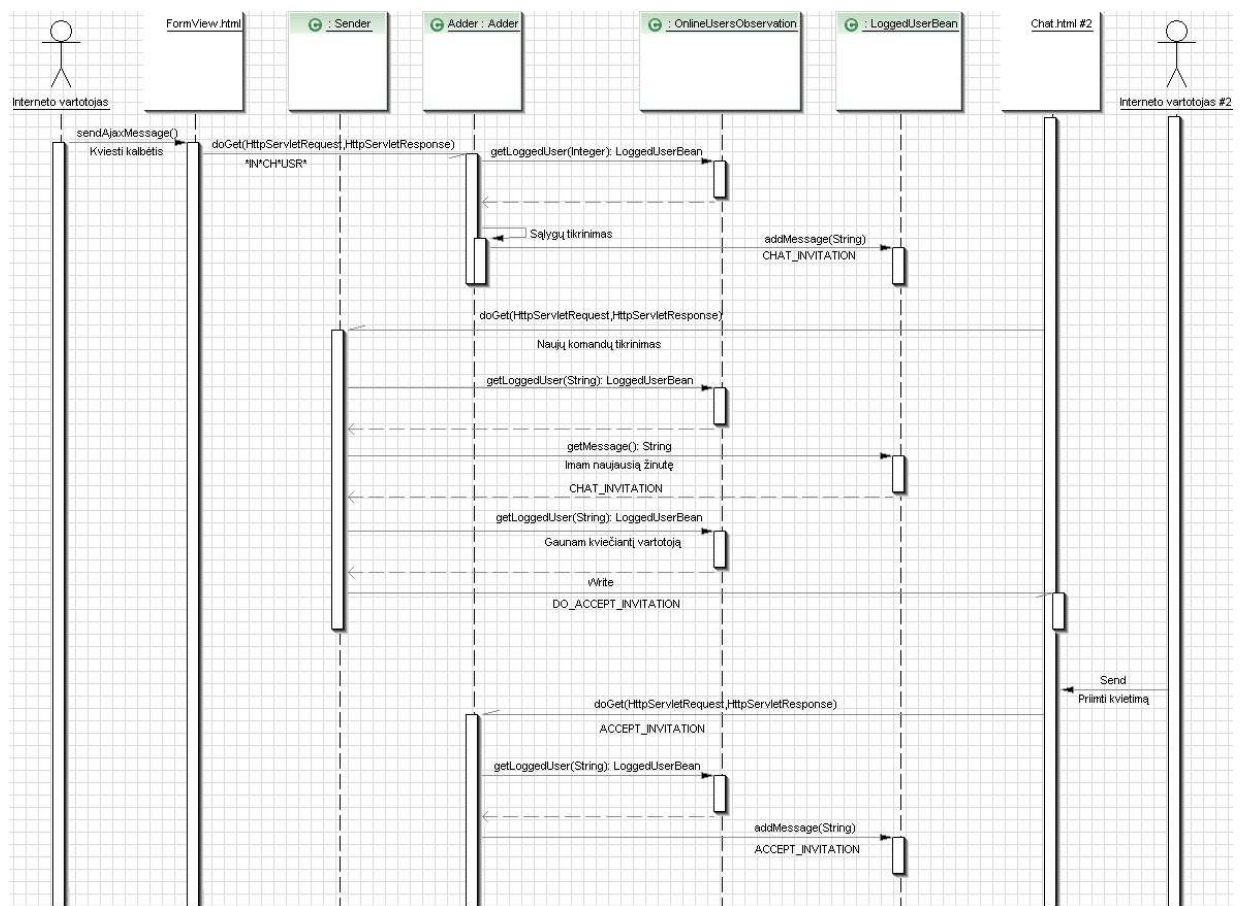 FormView.html
: Sender
Adder : Adder
: OnlineUsersObservation
: LoggedUserBean
Chat.html #2
Interneto vartotojas
Interneto vartotojas #2
sendAjaxMessage()
Kviesti kalbėtis
doGet(HttpServletRequest,HttpServletResponse)
*IN*CH*USR*
getLoggedUser(Integer): LoggedUserBean
Sąlygų tikrinimas
addMessage(String)
CHAT_INVITATION
doGet(HttpServletRequest,HttpServletResponse)
Naujų komandų tikrinimas
getLoggedUser(String): LoggedUserBean
getMessage(): String
Imam naujausią žinutę
CHAT_INVITATION
getLoggedUser(String): LoggedUserBean
Gaunam kviečiantį vartotoją
Write
DO_ACCEPT_INVITATION
Send
Priimti kvietimą
doGet(HttpServletRequest,HttpServletResponse)
ACCEPT_INVITATION
getLoggedUser(String): LoggedUserBean
addMessage(String)
ACCEPT_INVITATION